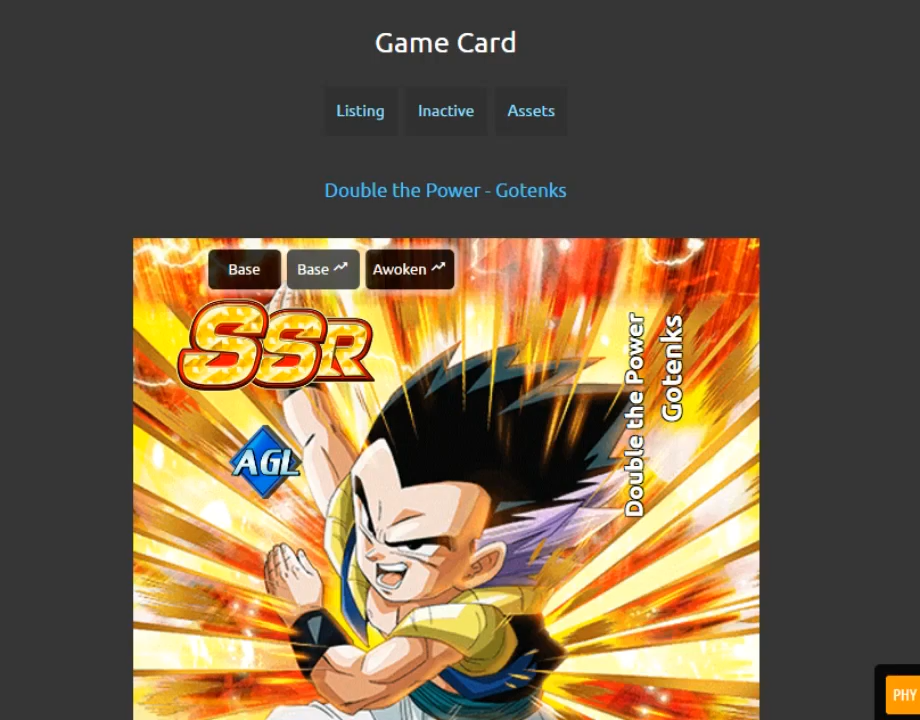 Game Card
Listing Inactive Assets
Double the Power - Gotenks
Base Base Awoken
SSR
AGL
Double the Power
Gotenks
PHY